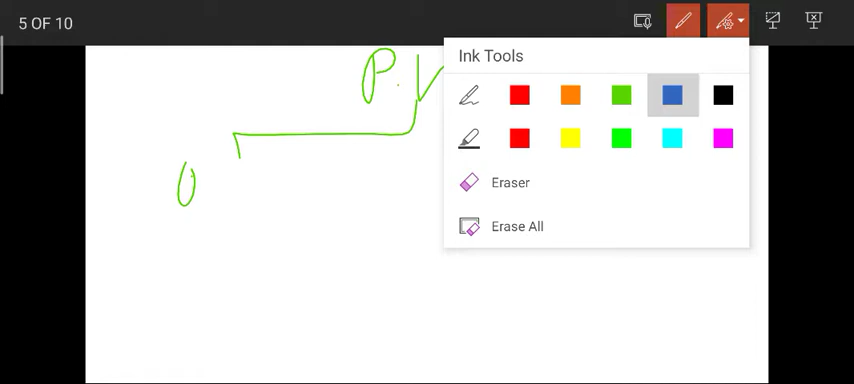 5 OF 10
Ink Tools
P.V
O
Eraser
Erase All